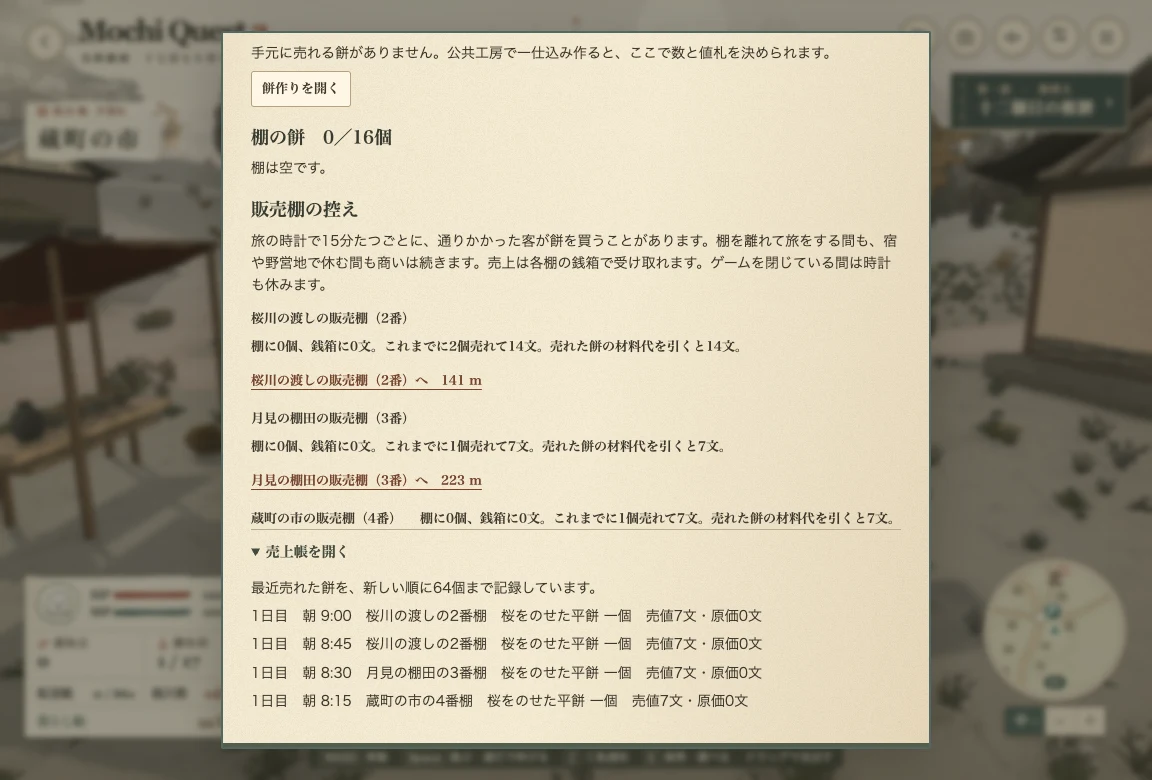 Mochi Quest
蔵町の市
手元に売れる餅がありません。公共工房で一仕込み作ると、ここで数と値札を決められます。
餅作りを開く
棚の餅　0／16個
棚は空です。
販売棚の控え
旅の時計で15分たつごとに、通りかかった客が餅を買うことがあります。棚を離れて旅をする間も、宿
や野営地で休む間も商いは続きます。売上は各棚の銭箱で受け取れます。ゲームを閉じている間は時計
も休みます。
桜川の渡しの販売棚（2番）
棚に0個、銭箱に0文。これまでに2個売れて14文。売れた餅の材料代を引くと14文。
桜川の渡しの販売棚（2番）へ　141 m
月見の棚田の販売棚（3番）
棚に0個、銭箱に0文。これまでに1個売れて7文。売れた餅の材料代を引くと7文。
月見の棚田の販売棚（3番）へ　223 m
蔵町の市の販売棚（4番）　棚に0個、銭箱に0文。これまでに1個売れて7文。売れた餅の材料代を引くと7文。
▼ 売上帳を開く
最近売れた餅を、新しい順に64個まで記録しています。
1日目　朝 9:00　桜川の渡しの2番棚　桜をのせた平餅 一個　売値7文・原価0文
1日目　朝 8:45　桜川の渡しの2番棚　桜をのせた平餅 一個　売値7文・原価0文
1日目　朝 8:30　月見の棚田の3番棚　桜をのせた平餅 一個　売値7文・原価0文
1日目　朝 8:15　蔵町の市の4番棚　桜をのせた平餅 一個　売値7文・原価0文